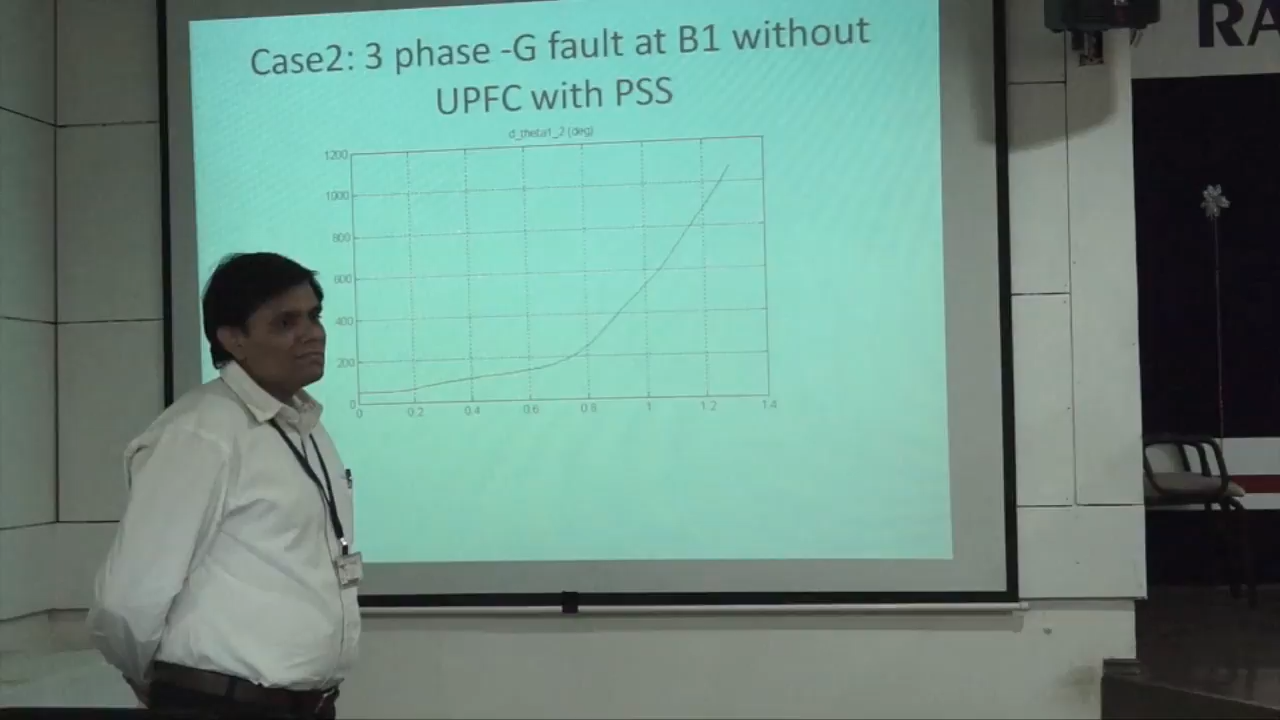 RA
Case2: 3 phase -G fault at B1 without
UPFC with PSS
d_theta1_2 (deg)
1200
1000
800
600
400
200
0
0 0.2 0.4 0.6 0.8 1 1.2 1.4